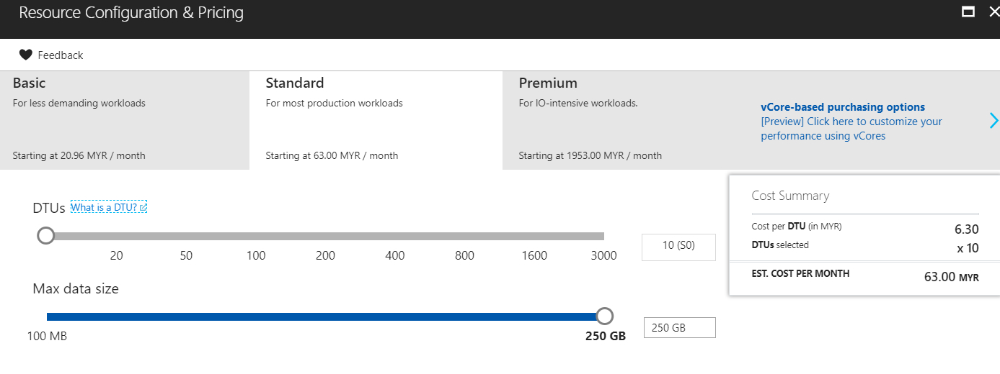 Resource Configuration & Pricing
Feedback
Basic
For less demanding workloads
Starting at 20.96 MYR / month
Standard
For most production workloads
Starting at 63.00 MYR / month
Premium
For IO-intensive workloads.
Starting at 1953.00 MYR / month
vCore-based purchasing options
[Preview] Click here to customize your
performance using vCores
DTUs What is a DTU?
20 50 100 200 400 800 1600 3000
10 (S0)
Max data size
100 MB
250 GB
250 GB
Cost Summary
Cost per DTU (in MYR) 6.30
DTUs selected x 10
EST. COST PER MONTH 63.00 MYR